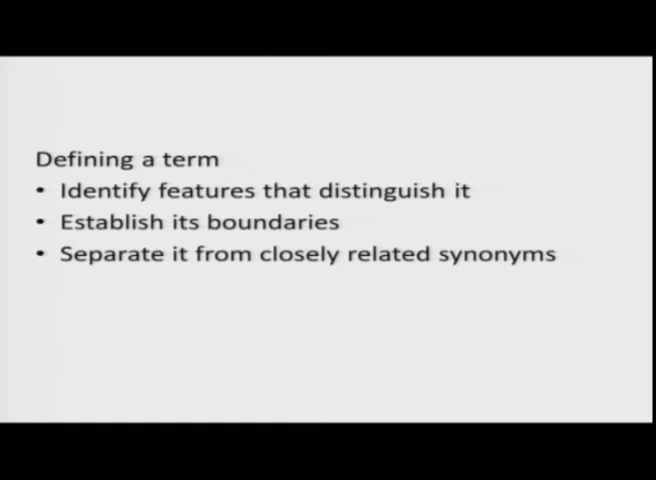 Defining a term
• Identify features that distinguish it
• Establish its boundaries
• Separate it from closely related synonyms